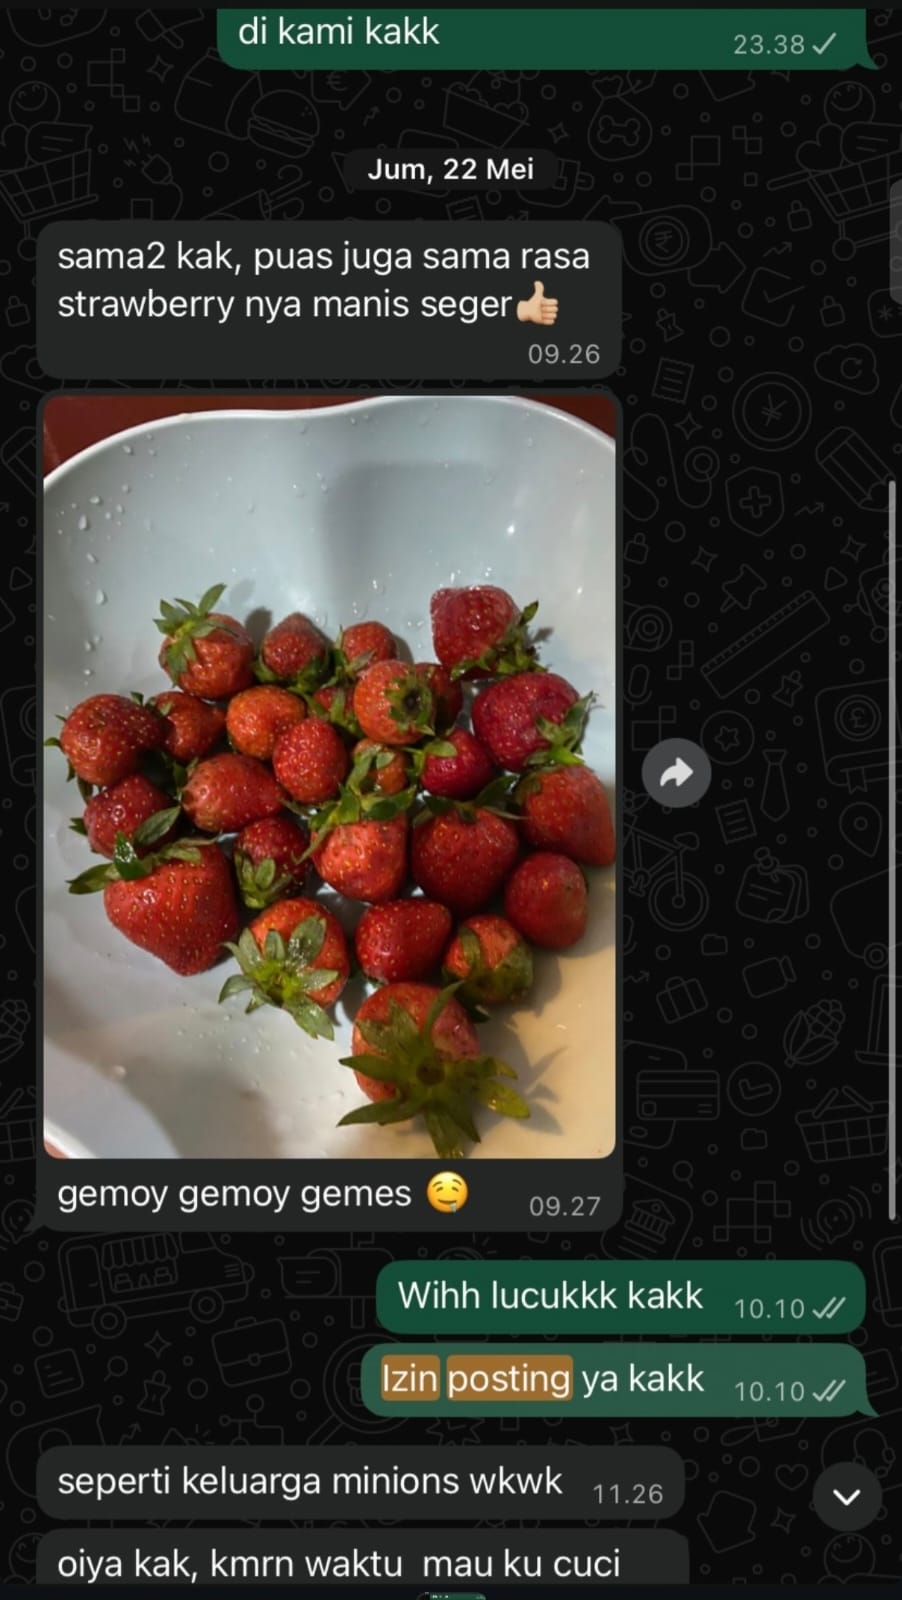 di kami kakk
23.38
Jum, 22 Mei
sama2 kak, puas juga sama rasa
strawberry nya manis seger👍🏼
09.26
gemoy gemoy gemes 🤤
09.27
Wihh lucukkk kakk
10.10
Izin posting ya kakk
10.10
seperti keluarga minions wkwk
11.26
oiya kak, kmrn waktu  mau ku cuci